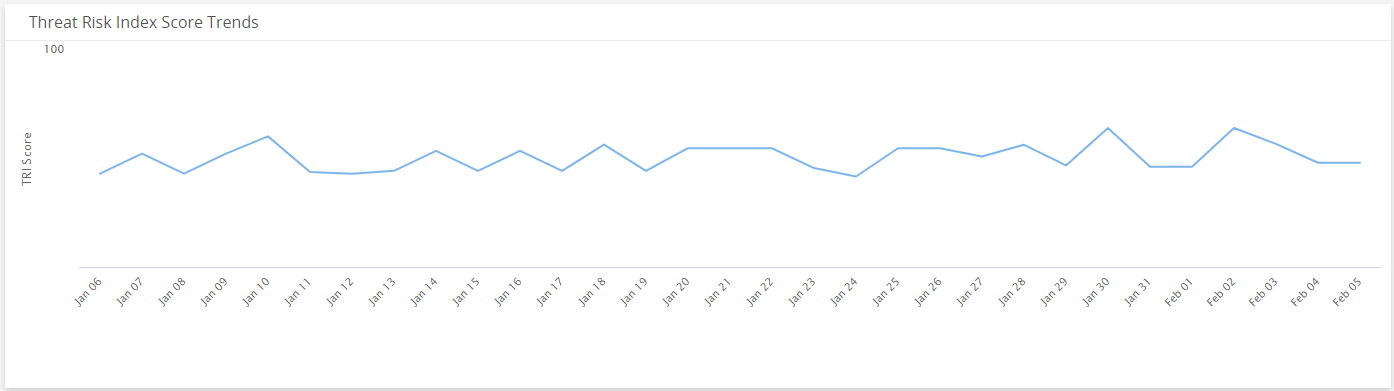 Threat Risk Index Score Trends
100
TRI Score
Jan 06
Jan 07
Jan 08
Jan 09
Jan 10
Jan 11
Jan 12
Jan 13
Jan 14
Jan 15
Jan 16
Jan 17
Jan 18
Jan 19
Jan 20
Jan 21
Jan 22
Jan 23
Jan 24
Jan 25
Jan 26
Jan 27
Jan 28
Jan 29
Jan 30
Jan 31
Feb 01
Feb 02
Feb 03
Feb 04
Feb 05